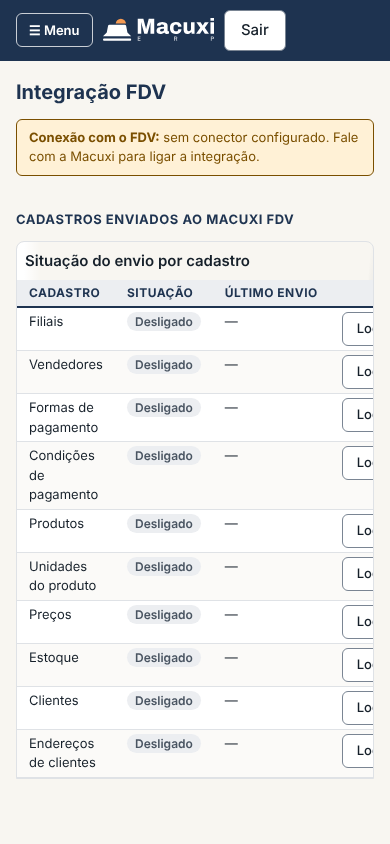 ☰ Menu
Macuxi
E R P
Sair
Integração FDV
Conexão com o FDV: sem conector configurado. Fale
com a Macuxi para ligar a integração.
CADASTROS ENVIADOS AO MACUXI FDV
Situação do envio por cadastro
CADASTRO SITUAÇÃO ÚLTIMO ENVIO
Filiais Desligado —
Vendedores Desligado —
Formas de
pagamento Desligado —
Condições
de
pagamento Desligado —
Produtos Desligado —
Unidades
do produto Desligado —
Preços Desligado —
Estoque Desligado —
Clientes Desligado —
Endereços
de clientes Desligado —